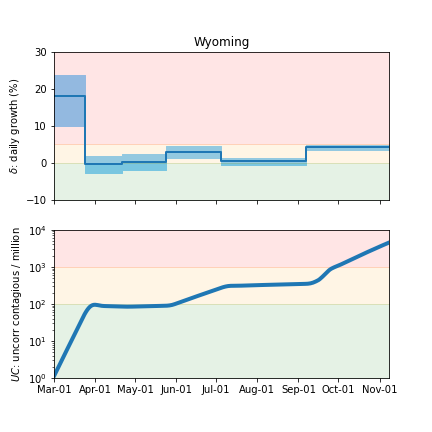 Wyoming
δ: daily growth (%)
30
20
10
0
−10
UC: uncorr contagious / million
10⁴
10³
10²
10¹
10⁰
Mar-01 Apr-01 May-01 Jun-01 Jul-01 Aug-01 Sep-01 Oct-01 Nov-01